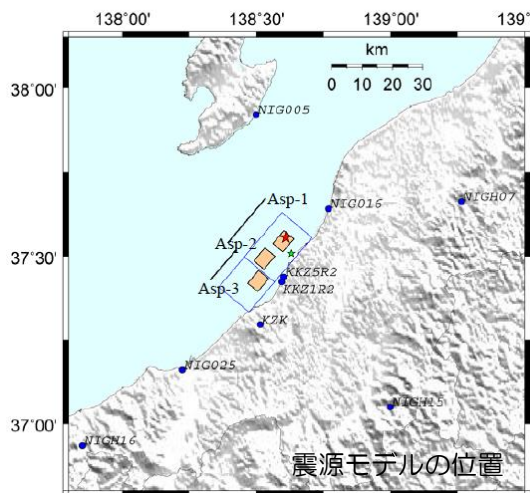 138°00' 138°30' 139°00' 139°
km
0 10 20 30
38°00'
NIG005
Asp-1
NIG016
NIGH07
Asp-2
37°30'
Asp-3
KKZ5R2
KKZ1R2
KZK
NIG025
NIGH15
37°00'
NIGH16
震源モデルの位置